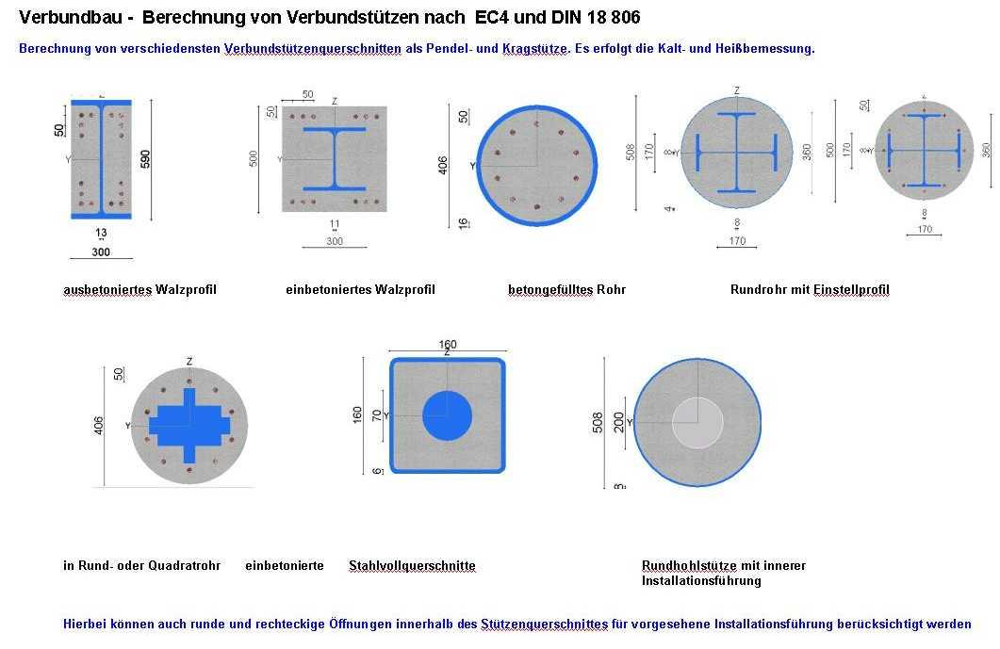 Verbundbau - Berechnung von Verbundstützen nach EC4 und DIN 18 806
Berechnung von verschiedensten Verbundstützenquerschnitten als Pendel- und Kragstütze. Es erfolgt die Kalt- und Heißbemessung.
50
Y
590
13
300
50
50
Z
500
Y
11
300
50
406
Y
16
Z
508
170
8
Y
360
4
8
170
50
500
170
8
Y
360
8
170
ausbetoniertes Walzprofil
einbetoniertes Walzprofil
betongefülltes Rohr
Rundrohr mit Einstellprofil
Z
50
406
Y
160
Z
160
70
Y
6
508
200
Y
8
in Rund- oder Quadratrohr einbetonierte Stahlvollquerschnitte
Rundhohlstütze mit innerer
Installationsführung
Hierbei können auch runde und rechteckige Öffnungen innerhalb des Stützenquerschnittes für vorgesehene Installationsführung berücksichtigt werden